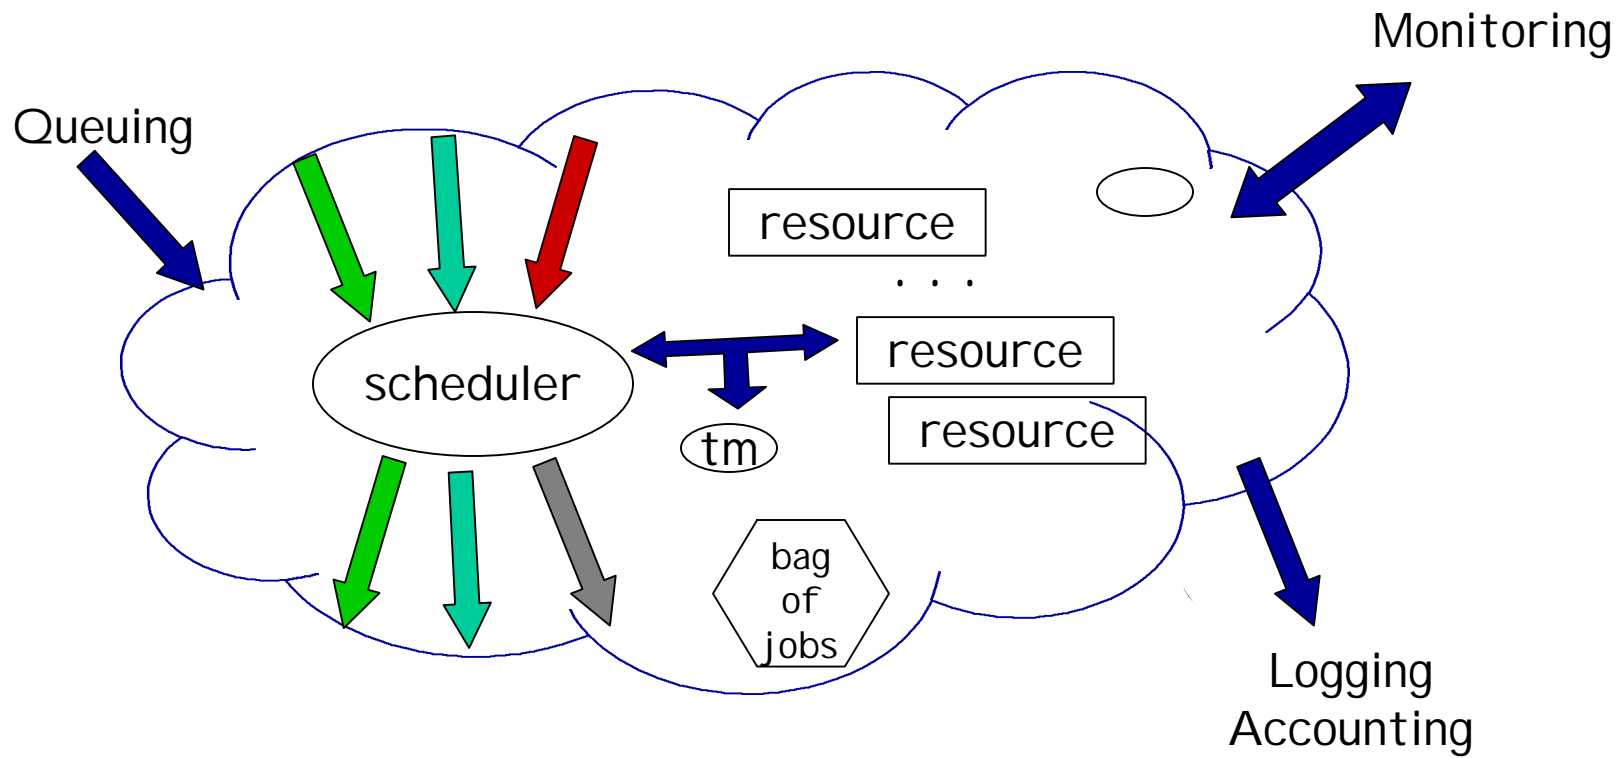 Monitoring
Queuing
resource
. . .
resource
scheduler
resource
tm
bag
of
jobs
Logging
Accounting